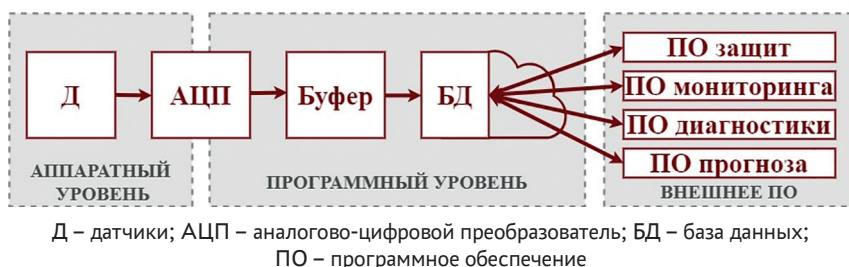 Д
АЦП
Буфер
БД
ПО защит
ПО мониторинга
ПО диагностики
ПО прогноза
АППАРАТНЫЙ
УРОВЕНЬ
ПРОГРАММНЫЙ УРОВЕНЬ
ВНЕШНЕЕ ПО
Д – датчики; АЦП – аналогово-цифровой преобразователь; БД – база данных;
ПО – программное обеспечение